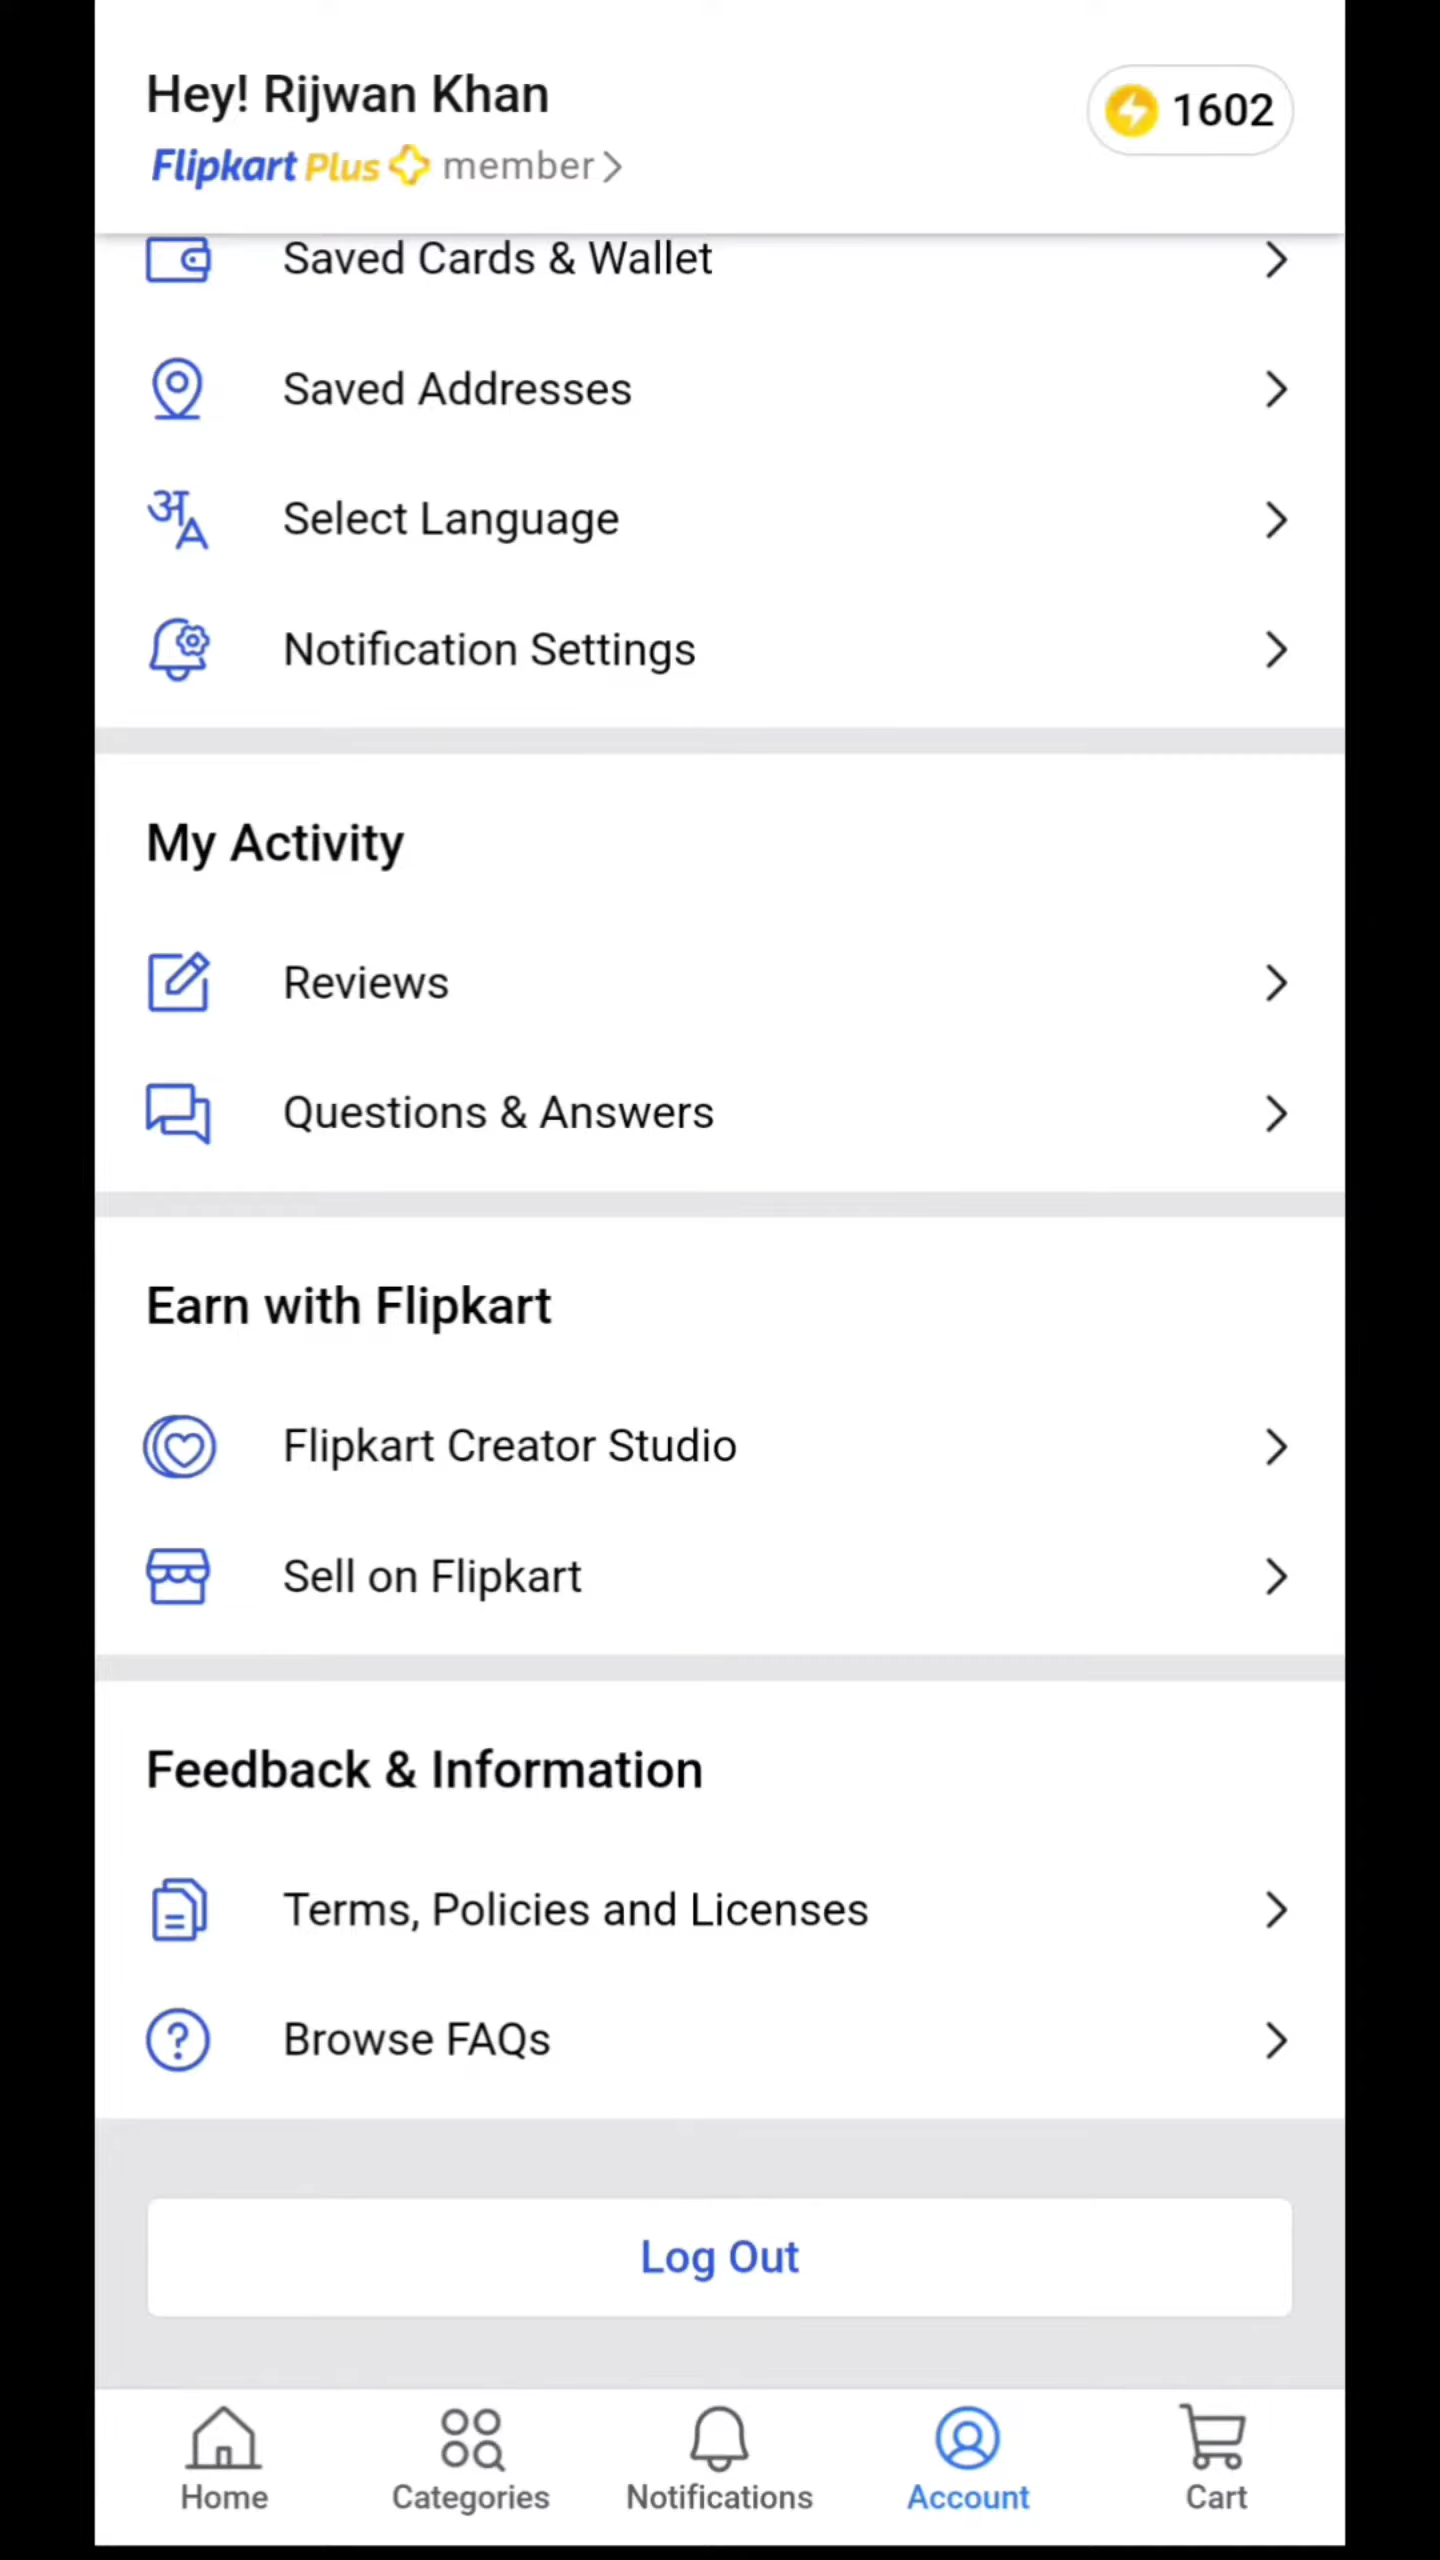 Hey! Rijwan Khan
1602
Flipkart Plus member
Saved Cards & Wallet
Saved Addresses
अA
Select Language
Notification Settings
My Activity
Reviews
Questions & Answers
Earn with Flipkart
Flipkart Creator Studio
Sell on Flipkart
Feedback & Information
Terms, Policies and Licenses
?
Browse FAQs
Log Out
Home
Categories
Notifications
Account
Cart